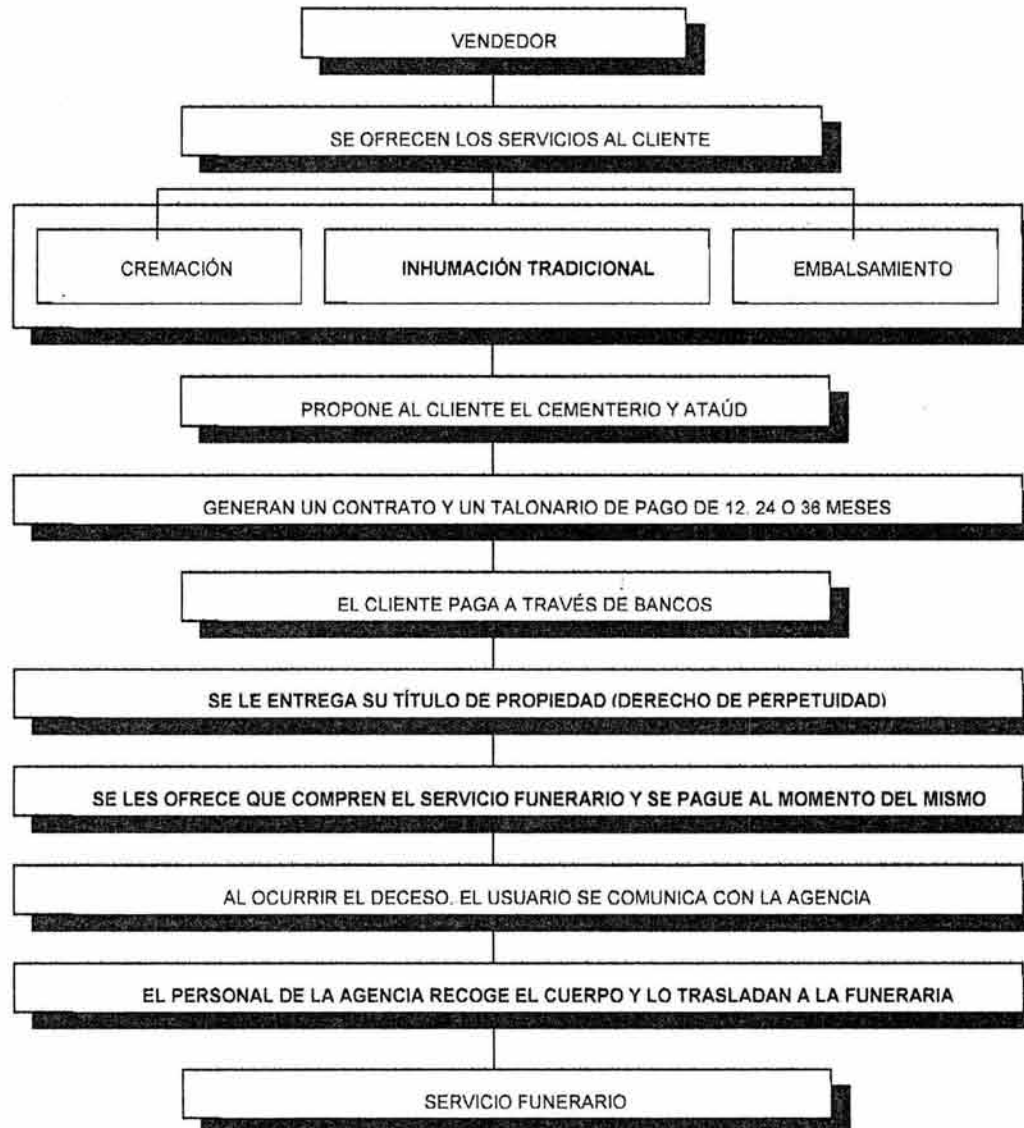 VENDEDOR
SE OFRECEN LOS SERVICIOS AL CLIENTE
CREMACIÓN
INHUMACIÓN TRADICIONAL
EMBALSAMIENTO
PROPONE AL CLIENTE EL CEMENTERIO Y ATAÚD
GENERAN UN CONTRATO Y UN TALONARIO DE PAGO DE 12. 24 O 36 MESES
EL CLIENTE PAGA A TRAVÉS DE BANCOS
SE LE ENTREGA SU TÍTULO DE PROPIEDAD (DERECHO DE PERPETUIDAD)
SE LES OFRECE QUE COMPREN EL SERVICIO FUNERARIO Y SE PAGUE AL MOMENTO DEL MISMO
AL OCURRIR EL DECESO. EL USUARIO SE COMUNICA CON LA AGENCIA
EL PERSONAL DE LA AGENCIA RECOGE EL CUERPO Y LO TRASLADAN A LA FUNERARIA
SERVICIO FUNERARIO